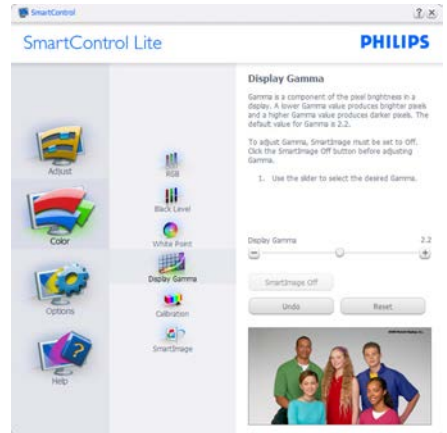 SmartControl
SmartControl Lite
PHILIPS
Adjust
Color
Options
Help
RGB
Black Level
White Point
Display Gamma
Calibration
SmartImage
Display Gamma
Gamma is a component of the pixel brightness in a
display. A lower Gamma value produces brighter pixels
and a higher Gamma value produces darker pixels. The
default value for Gamma is 2.2.
To adjust Gamma, SmartImage must be set to Off.
Click the SmartImage Off button before adjusting
Gamma.
1. Use the slider to select the desired Gamma.
Display Gamma 2.2
SmartImage Off
Undo Reset